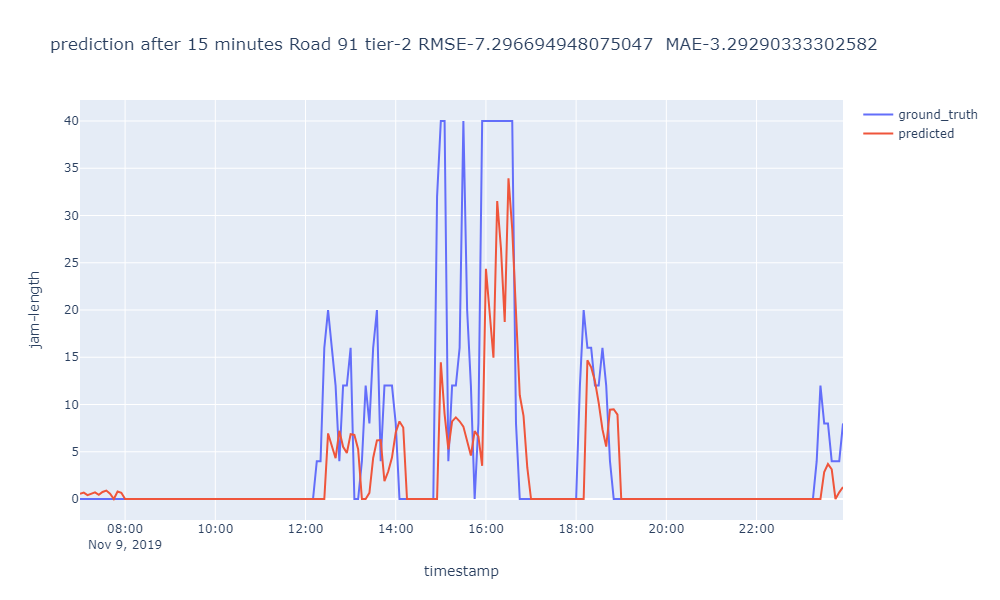 prediction after 15 minutes Road 91 tier-2 RMSE-7.296694948075047  MAE-3.29290333302582
ground_truth
predicted
jam-length
40
35
30
25
20
15
10
5
0
08:00 10:00 12:00 14:00 16:00 18:00 20:00 22:00
Nov 9, 2019
timestamp